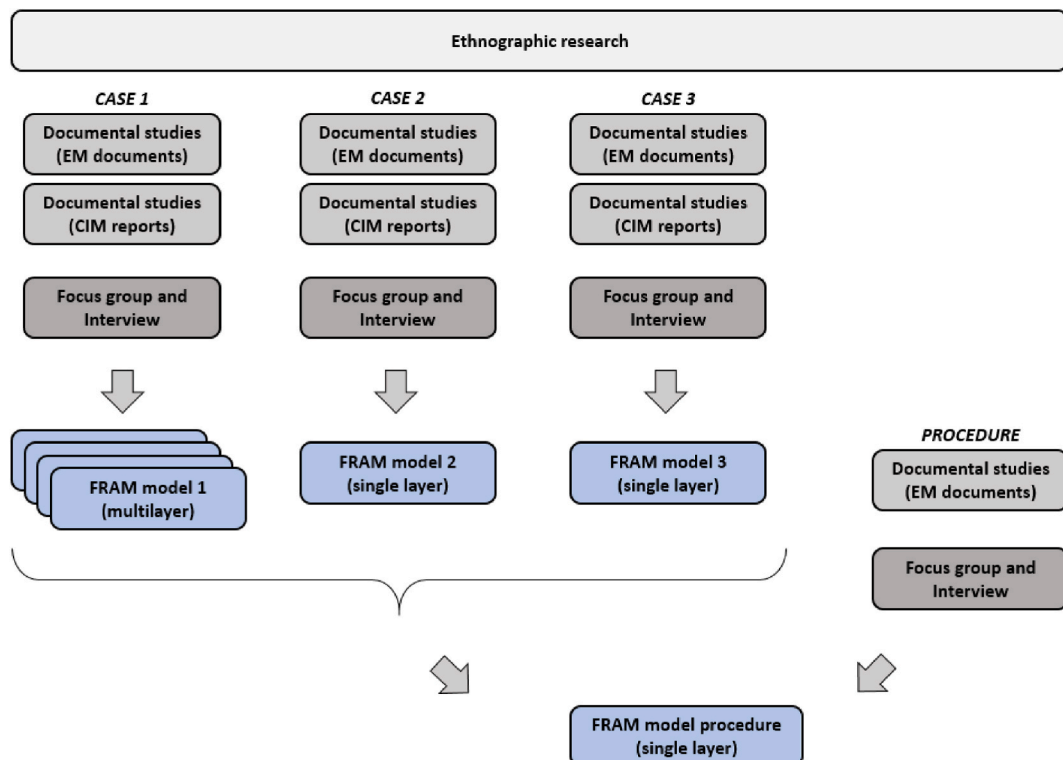 Ethnographic research
CASE 1
CASE 2
CASE 3
Documental studies
(EM documents)
Documental studies
(EM documents)
Documental studies
(EM documents)
Documental studies
(CIM reports)
Documental studies
(CIM reports)
Documental studies
(CIM reports)
Focus group and
Interview
Focus group and
Interview
Focus group and
Interview
FRAM model 1
(multilayer)
FRAM model 2
(single layer)
FRAM model 3
(single layer)
PROCEDURE
Documental studies
(EM documents)
Focus group and
Interview
FRAM model procedure
(single layer)